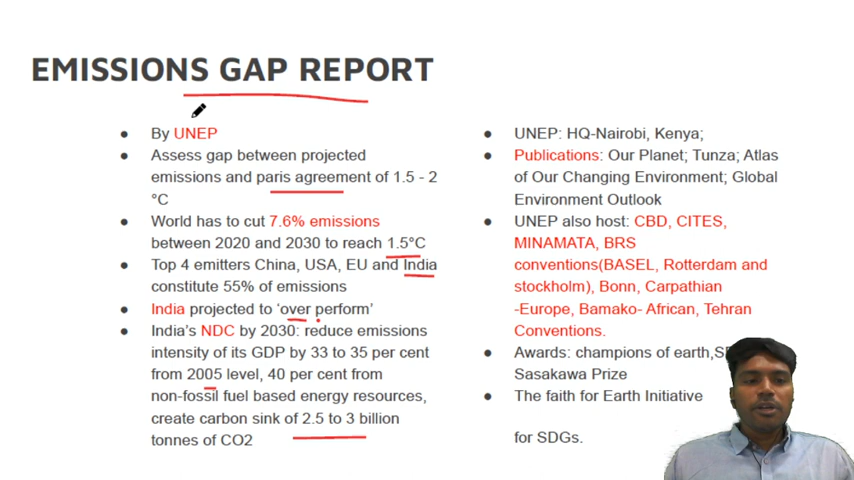 EMISSIONS GAP REPORT
● By UNEP
● Assess gap between projected
emissions and paris agreement of 1.5 - 2
°C
● World has to cut 7.6% emissions
between 2020 and 2030 to reach 1.5°C
● Top 4 emitters China, USA, EU and India
constitute 55% of emissions
● India projected to ‘over perform’
● India's NDC by 2030: reduce emissions
intensity of its GDP by 33 to 35 per cent
from 2005 level, 40 per cent from
non-fossil fuel based energy resources,
create carbon sink of 2.5 to 3 billion
tonnes of CO2
● UNEP: HQ-Nairobi, Kenya;
● Publications: Our Planet; Tunza; Atlas
of Our Changing Environment; Global
Environment Outlook
● UNEP also host: CBD, CITES,
MINAMATA, BRS
conventions(BASEL, Rotterdam and
stockholm), Bonn, Carpathian
-Europe, Bamako- African, Tehran
Conventions.
● Awards: champions of earth,
Sasakawa Prize
● The faith for Earth Initiative
for SDGs.